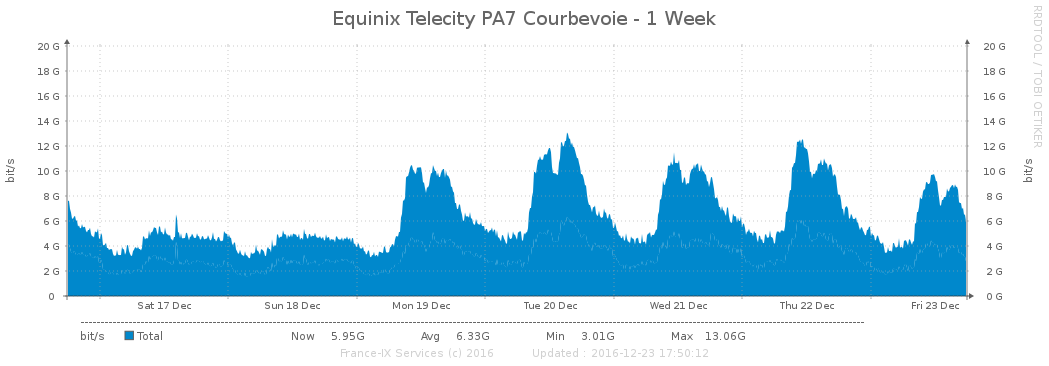 Equinix Telecity PA7 Courbevoie - 1 Week
RRDTOOL / TOBI OETIKER
bit/s
bit/s
20 G 20 G
18 G 18 G
16 G 16 G
14 G 14 G
12 G 12 G
10 G 10 G
8 G 8 G
6 G 6 G
4 G 4 G
2 G 2 G
0 0 G
Sat 17 Dec Sun 18 Dec Mon 19 Dec Tue 20 Dec Wed 21 Dec Thu 22 Dec Fri 23 Dec
bit/s Total Now 5.95G Avg 6.33G Min 3.01G Max 13.06G
France-IX Services (c) 2016 Updated : 2016-12-23 17:50:12